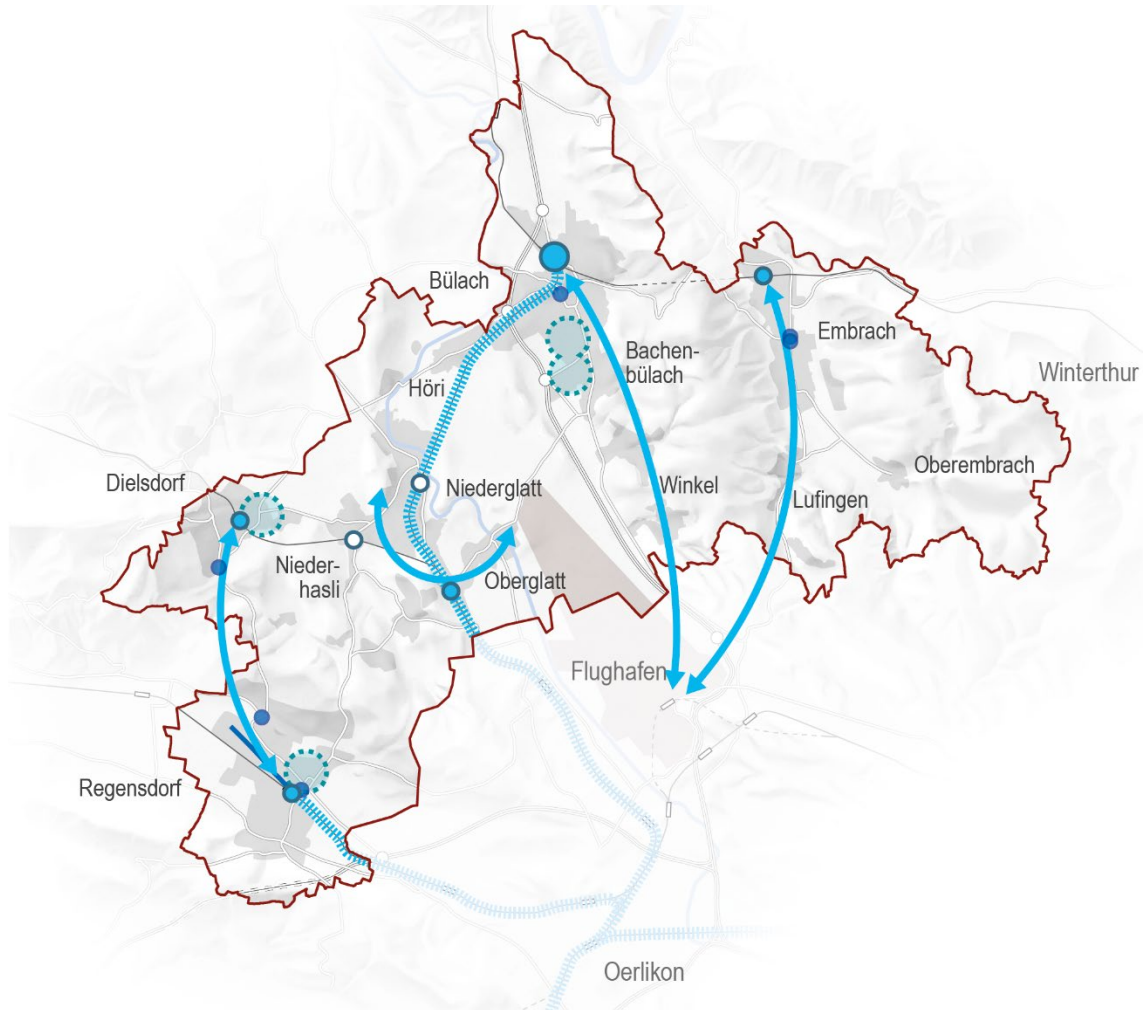 Bülach
Bachen-
bülach
Embrach
Winterthur
Höri
Oberembrach
Dielsdorf
Niederglatt
Winkel
Lufingen
Nieder-
hasli
Oberglatt
Flughafen
Regensdorf
Oerlikon